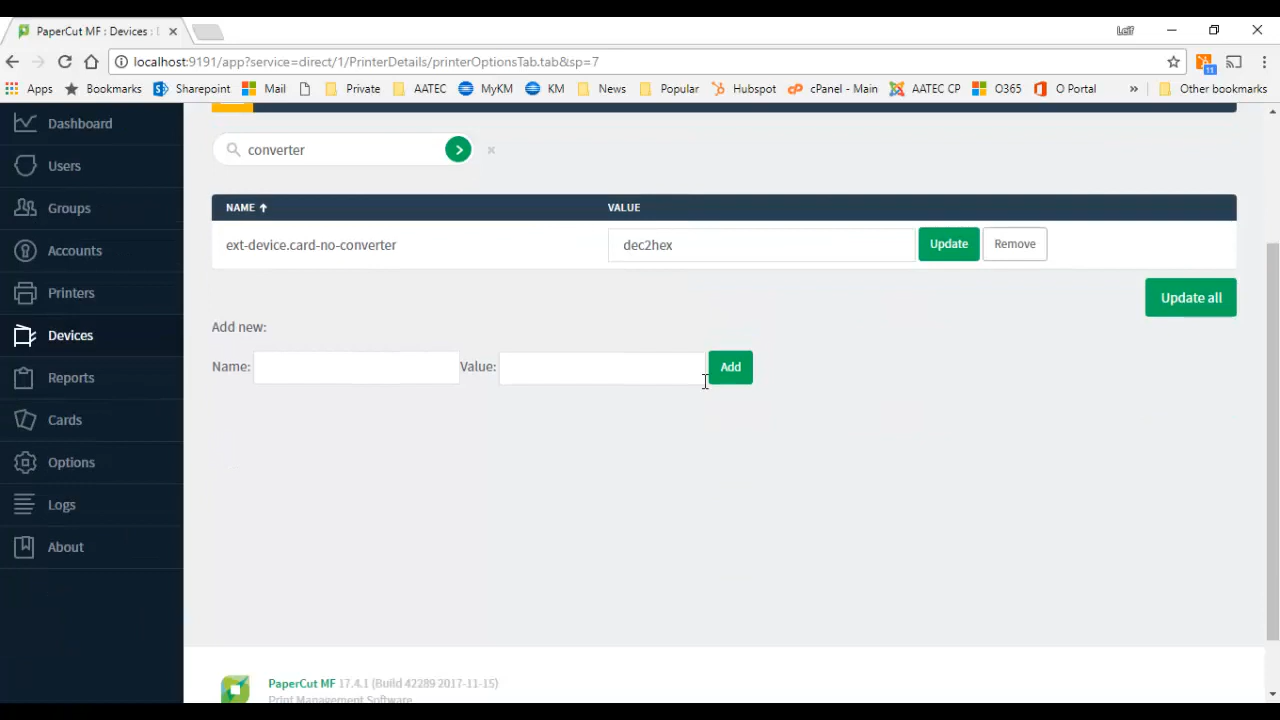 PaperCut MF : Devices :
Leif
localhost:9191/app?service=direct/1/PrinterDetails/printerOptionsTab.tab&sp=7
11
Apps Bookmarks Sharepoint Mail Private AATEC MyKM KM News Popular Hubspot cPanel - Main AATEC CP O365 O Portal » Other bookmarks
Dashboard
Users
Groups
Accounts
Printers
Devices
Reports
Cards
Options
Logs
About
converter
NAME VALUE
ext-device.card-no-converter dec2hex Update Remove
Update all
Add new:
Name: Value: Add
PaperCut MF 17.4.1 (Build 42289 2017-11-15)
Print Management Software